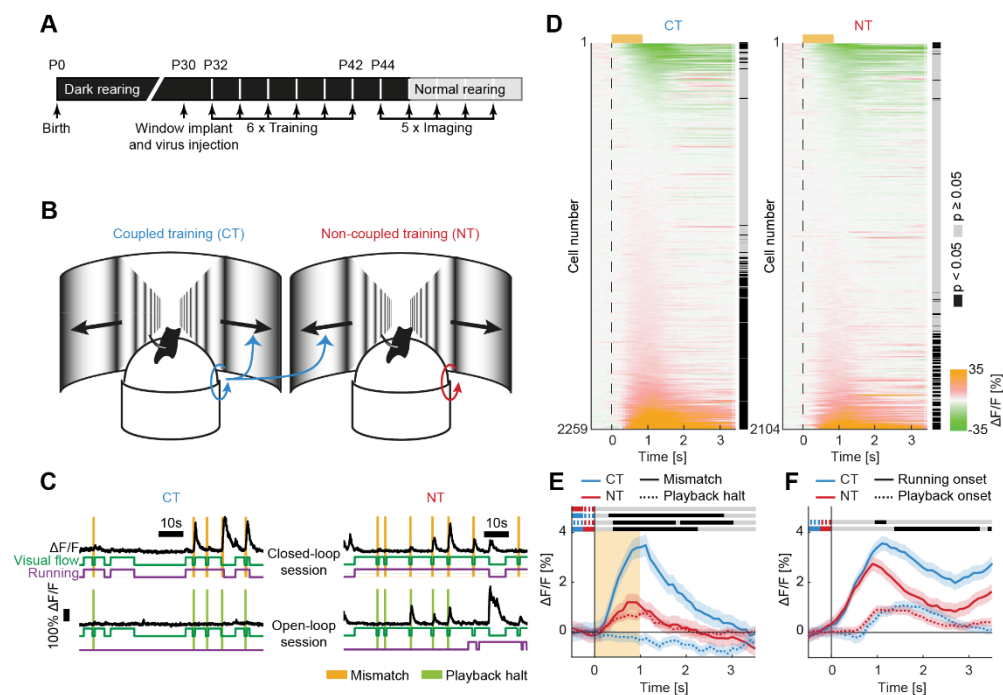 A
P0
P30
P32
P42
P44
Dark rearing
Normal rearing
Birth
Window implant
and virus injection
6 x Training
5 x Imaging
B
Coupled training (CT)
Non-coupled training (NT)
C
CT
NT
10s
10s
ΔF/F
Visual flow
Running
Closed-loop
session
100% ΔF/F
Open-loop
session
Mismatch
Playback halt
D
CT
NT
1
1
Cell number
Cell number
2259
2104
0
1
2
3
Time [s]
0
1
2
3
Time [s]
p < 0.05
p ≥ 0.05
35
-35
ΔF/F [%]
E
CT
NT
Mismatch
Playback halt
ΔF/F [%]
4
2
0
0
1
2
3
Time [s]
F
CT
NT
Running onset
Playback onset
ΔF/F [%]
4
2
0
0
1
2
3
Time [s]